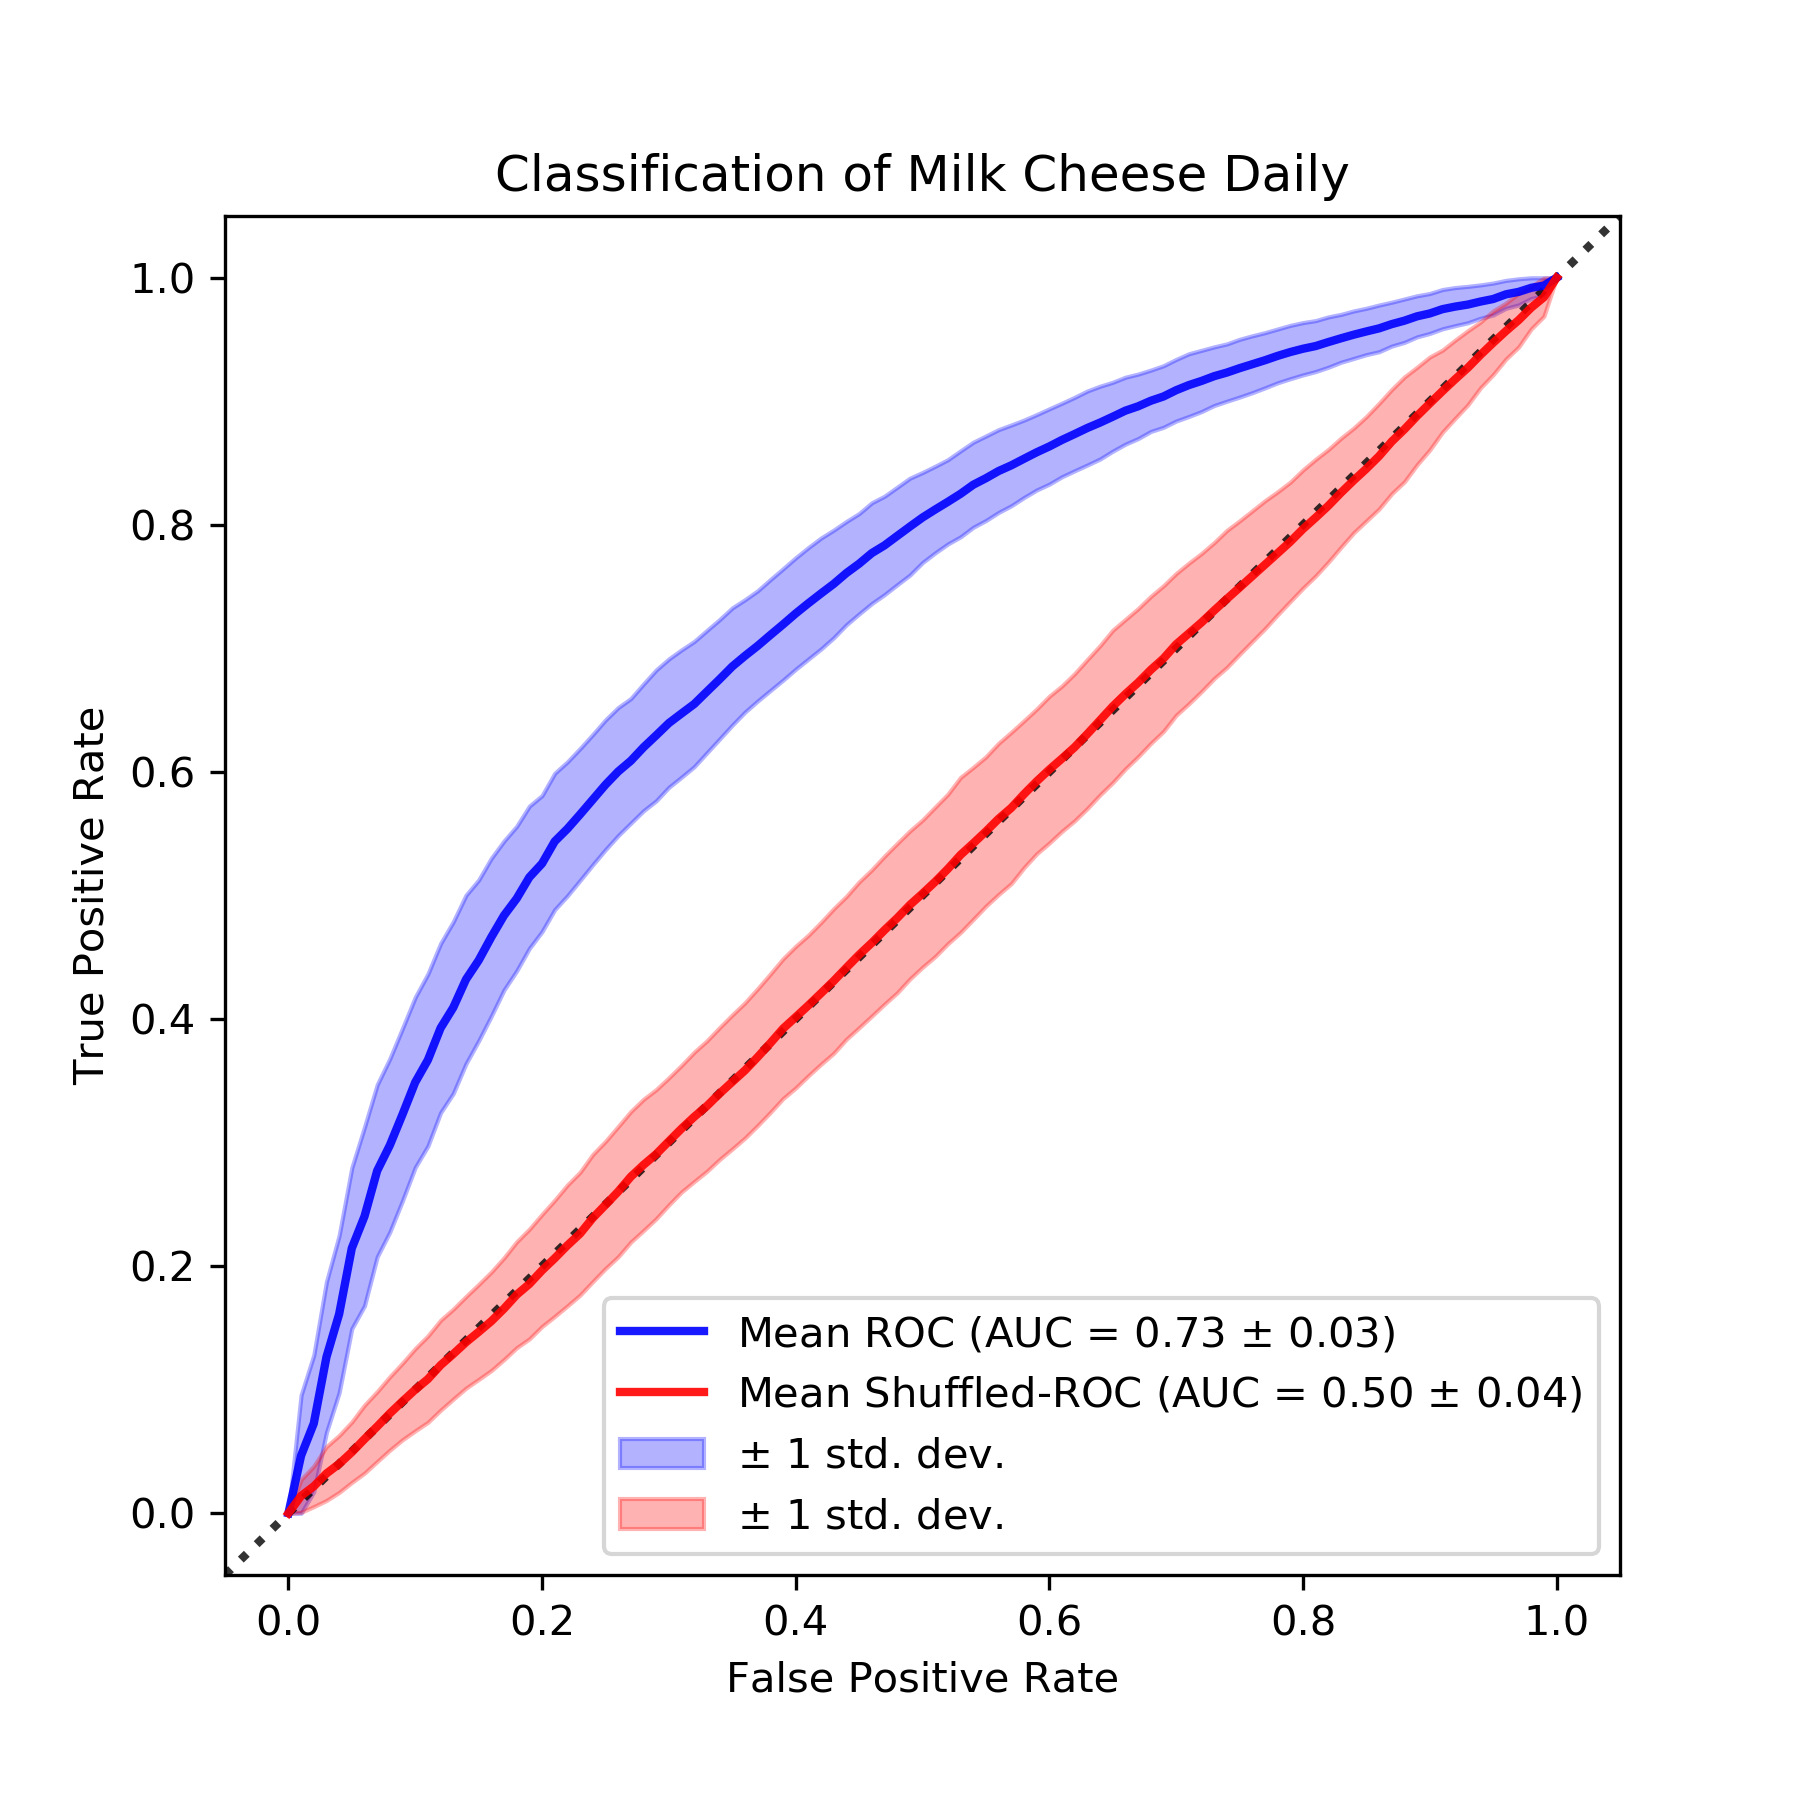 Classification of Milk Cheese Daily
1.0
0.8
0.6
0.4
0.2
0.0
True Positive Rate
Mean ROC (AUC = 0.73 ± 0.03)
Mean Shuffled-ROC (AUC = 0.50 ± 0.04)
± 1 std. dev.
± 1 std. dev.
0.0 0.2 0.4 0.6 0.8 1.0
False Positive Rate